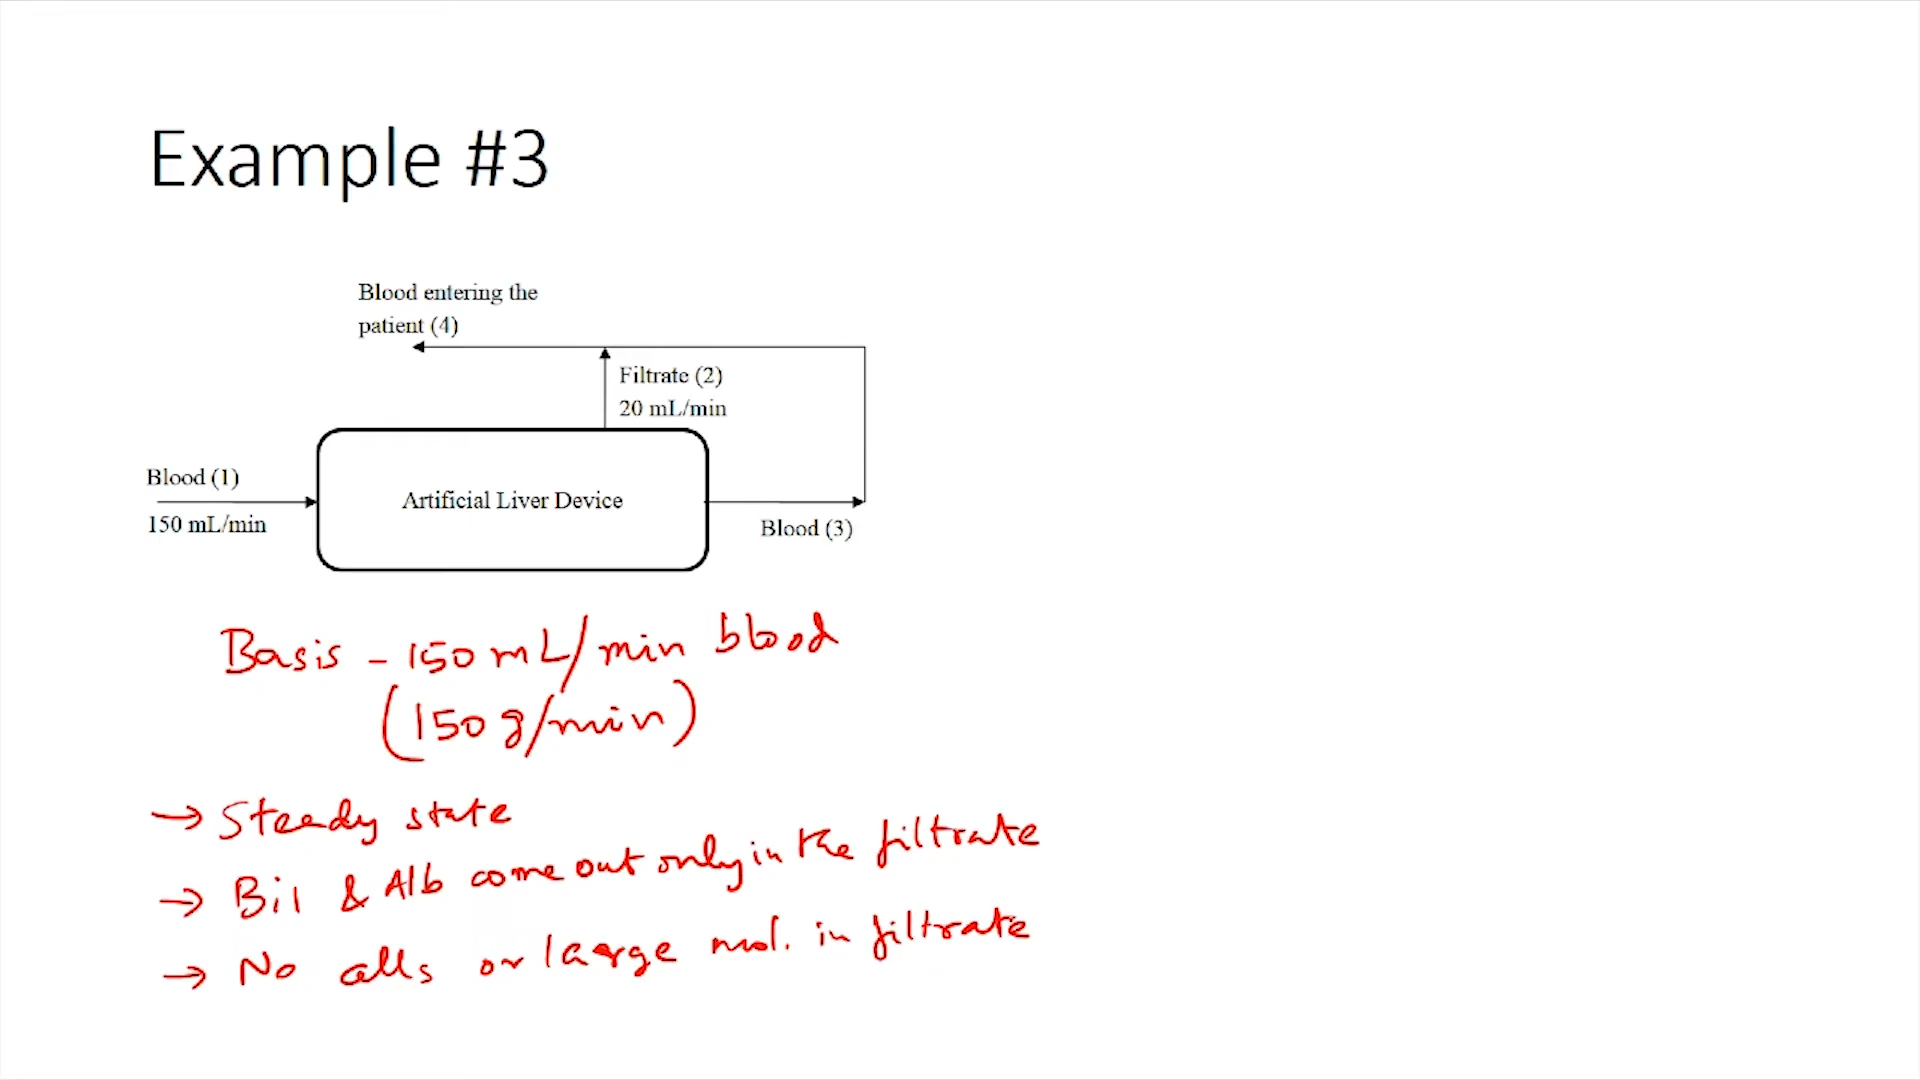 Example #3
Blood entering the
patient (4)
Filtrate (2)
20 mL/min
Blood (1)
150 mL/min
Artificial Liver Device
Blood (3)
Basis - 150 mL/min blood
(150 g/min)
→ Steady state
→ Bil & Alb come out only in the filtrate
→ No cells or large mol. in filtrate